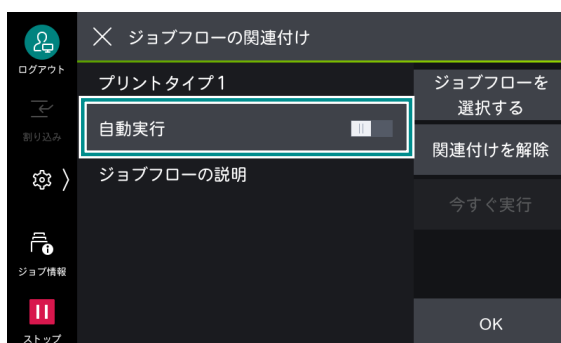 ログアウト
割り込み
ジョブ情報
ストップ
ジョブフローの関連付け
プリントタイプ1
自動実行
ジョブフローの説明
ジョブフローを
選択する
関連付けを解除
今すぐ実行
OK